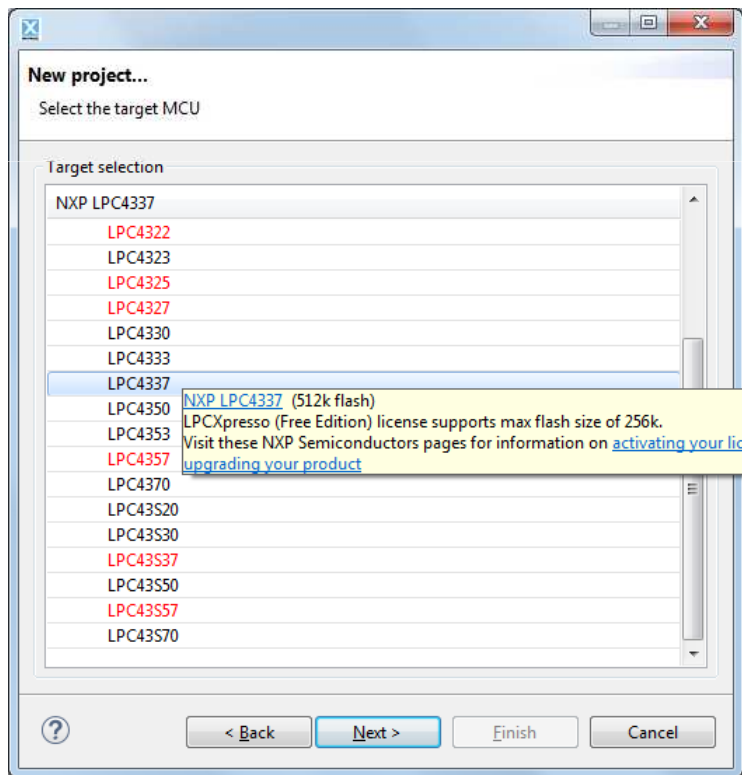 New project...
Select the target MCU
Target selection
NXP LPC4337
LPC4322
LPC4323
LPC4325
LPC4327
LPC4330
LPC4333
LPC4337
NXP LPC4337 (512k flash)
LPC4350
LPCXpresso (Free Edition) license supports max flash size of 256k.
LPC4353
Visit these NXP Semiconductors pages for information on activating your lic
LPC4357
upgrading your product
LPC4370
LPC43S20
LPC43S30
LPC43S37
LPC43S50
LPC43S57
LPC43S70
? < Back Next > Finish Cancel